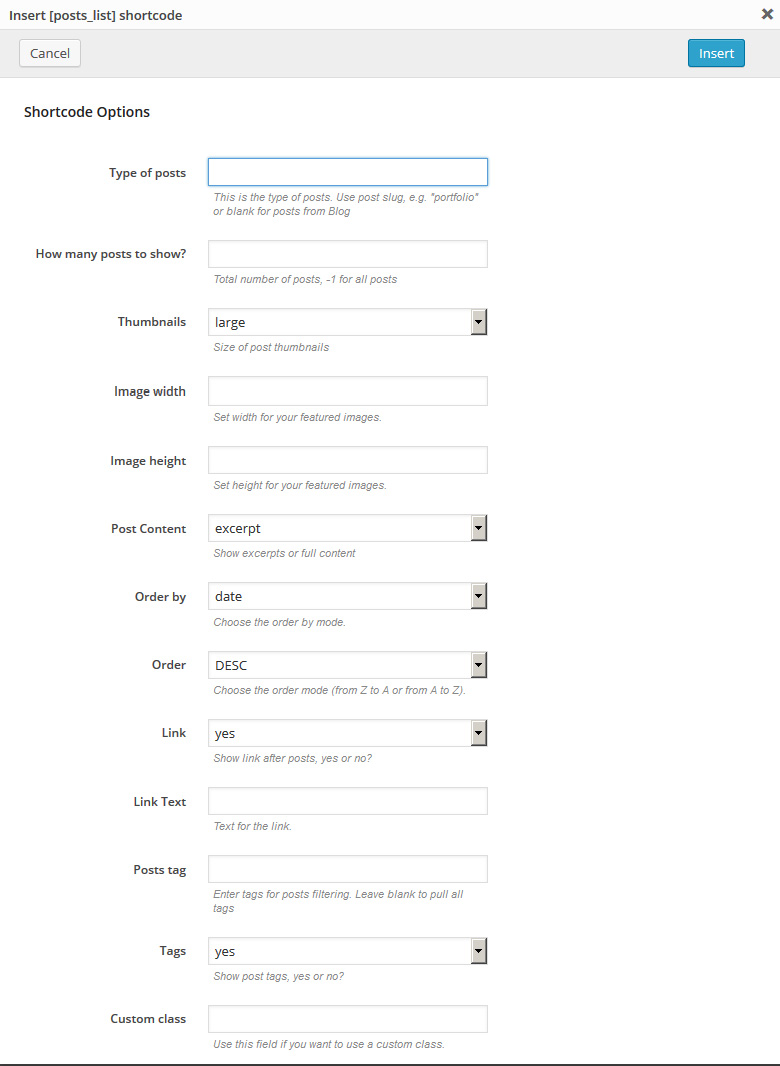 Insert [posts_list] shortcode
Cancel
Insert
Shortcode Options
Type of posts
This is the type of posts. Use post slug, e.g. "portfolio"
or blank for posts from Blog
How many posts to show?
Total number of posts, -1 for all posts
Thumbnails
large
Size of post thumbnails
Image width
Set width for your featured images.
Image height
Set height for your featured images.
Post Content
excerpt
Show excerpts or full content
Order by
date
Choose the order by mode.
Order
DESC
Choose the order mode (from Z to A or from A to Z).
Link
yes
Show link after posts, yes or no?
Link Text
Text for the link.
Posts tag
Enter tags for posts filtering. Leave blank to pull all
tags
Tags
yes
Show post tags, yes or no?
Custom class
Use this field if you want to use a custom class.